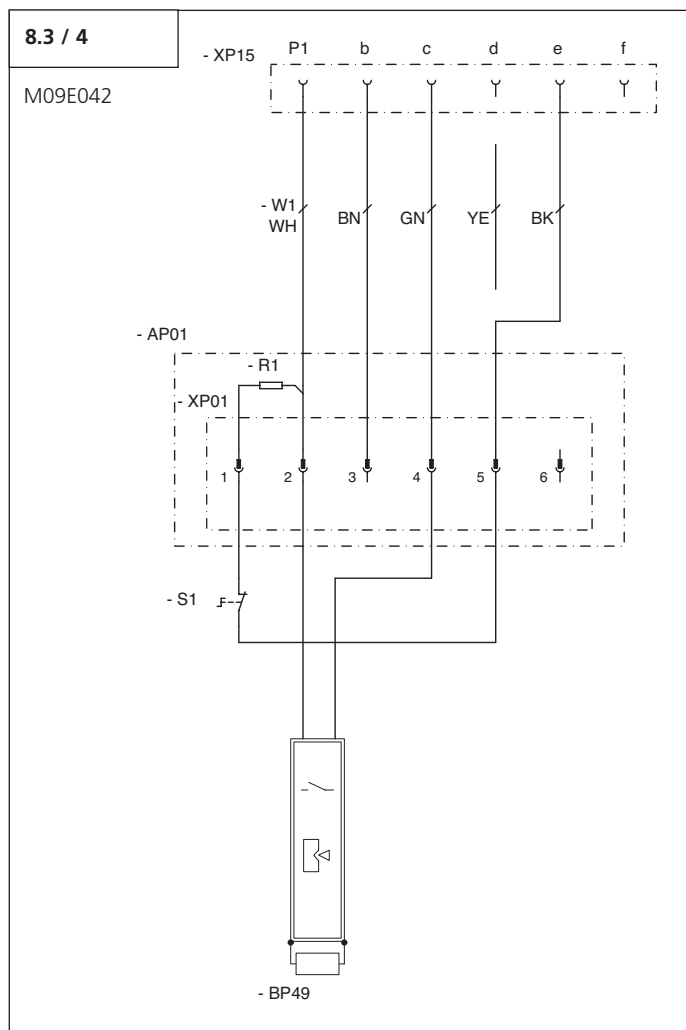 8.3 / 4
M09E042
- XP15 P1 b c d e f
- W1
WH BN GN YE BK
- AP01
- R1
- XP01
1 2 3 4 5 6
- S1
- BP49